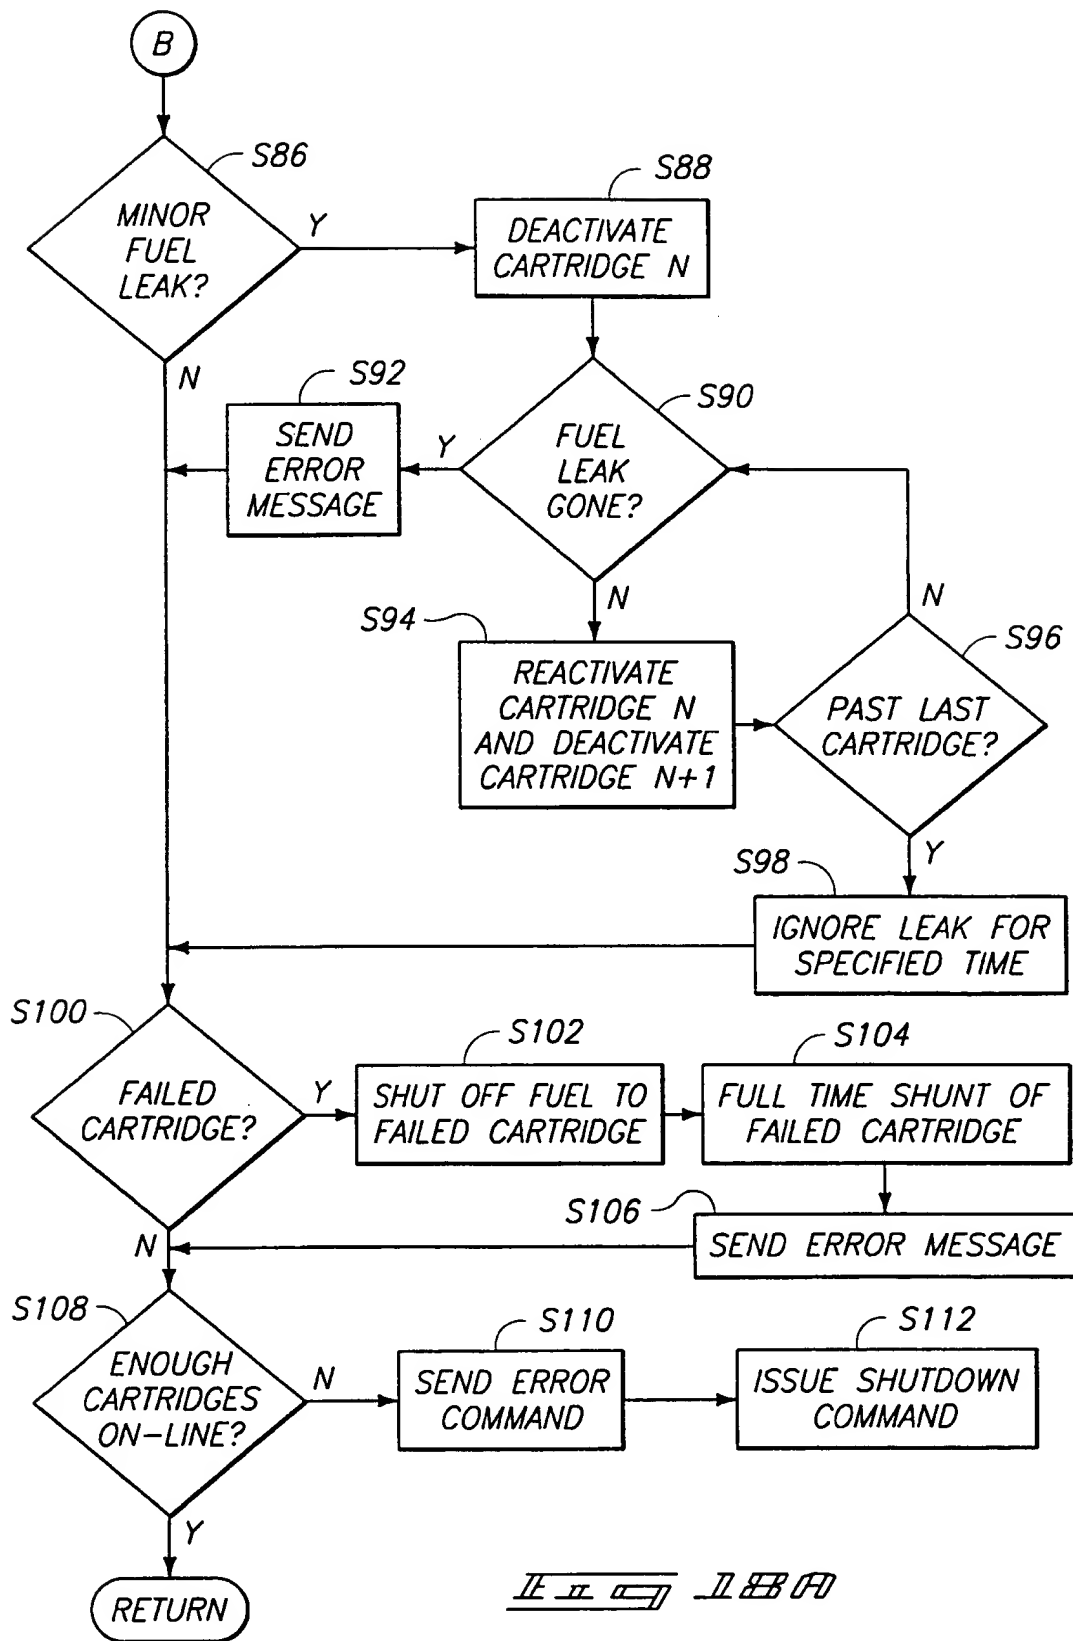 B
S86
MINOR
FUEL
LEAK?
Y
N
S88
DEACTIVATE
CARTRIDGE N
S92
SEND
ERROR
MESSAGE
Y
S90
FUEL
LEAK
GONE?
N
S94
REACTIVATE
CARTRIDGE N
AND DEACTIVATE
CARTRIDGE N+1
N
S96
PAST LAST
CARTRIDGE?
Y
S98
IGNORE LEAK FOR
SPECIFIED TIME
S100
FAILED
CARTRIDGE?
Y
N
S102
SHUT OFF FUEL TO
FAILED CARTRIDGE
S104
FULL TIME SHUNT OF
FAILED CARTRIDGE
S106
SEND ERROR MESSAGE
S108
ENOUGH
CARTRIDGES
ON-LINE?
N
Y
S110
SEND ERROR
COMMAND
S112
ISSUE SHUTDOWN
COMMAND
RETURN
FIG 18A